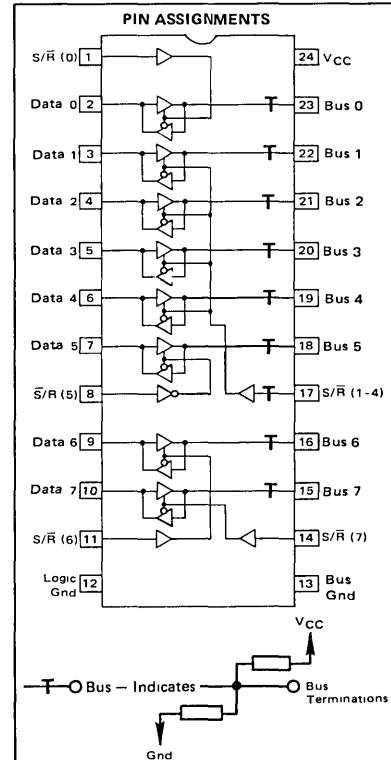 PIN ASSIGNMENTS
S/R̅ (0) 1 24 VCC
Data 0 2 23 Bus 0
Data 1 3 22 Bus 1
Data 2 4 21 Bus 2
Data 3 5 20 Bus 3
Data 4 6 19 Bus 4
Data 5 7 18 Bus 5
S̅/R (5) 8 17 S/R̅ (1-4)
Data 6 9 16 Bus 6
Data 7 10 15 Bus 7
S/R̅ (6) 11 14 S/R̅ (7)
Logic
Gnd 12 13 Bus
Gnd
VCC
Bus – Indicates
Bus
Terminations
Gnd